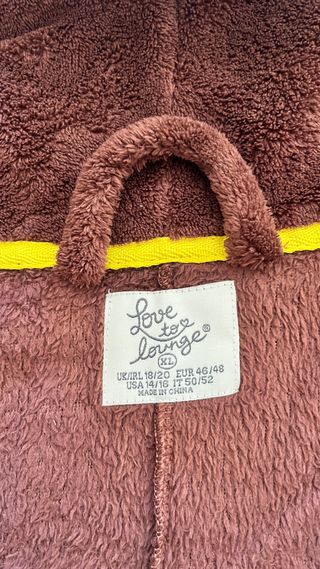 Love
to
lounge®
XL
UK/IRL 18/20 EUR 46/48
USA 14/16 IT 50/52
MADE IN CHINA